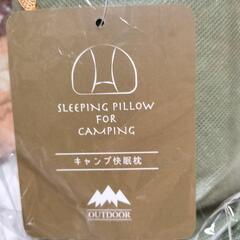 SLEEPING PILLOW
FOR
CAMPING
キャンプ快眠枕
OUTDOOR